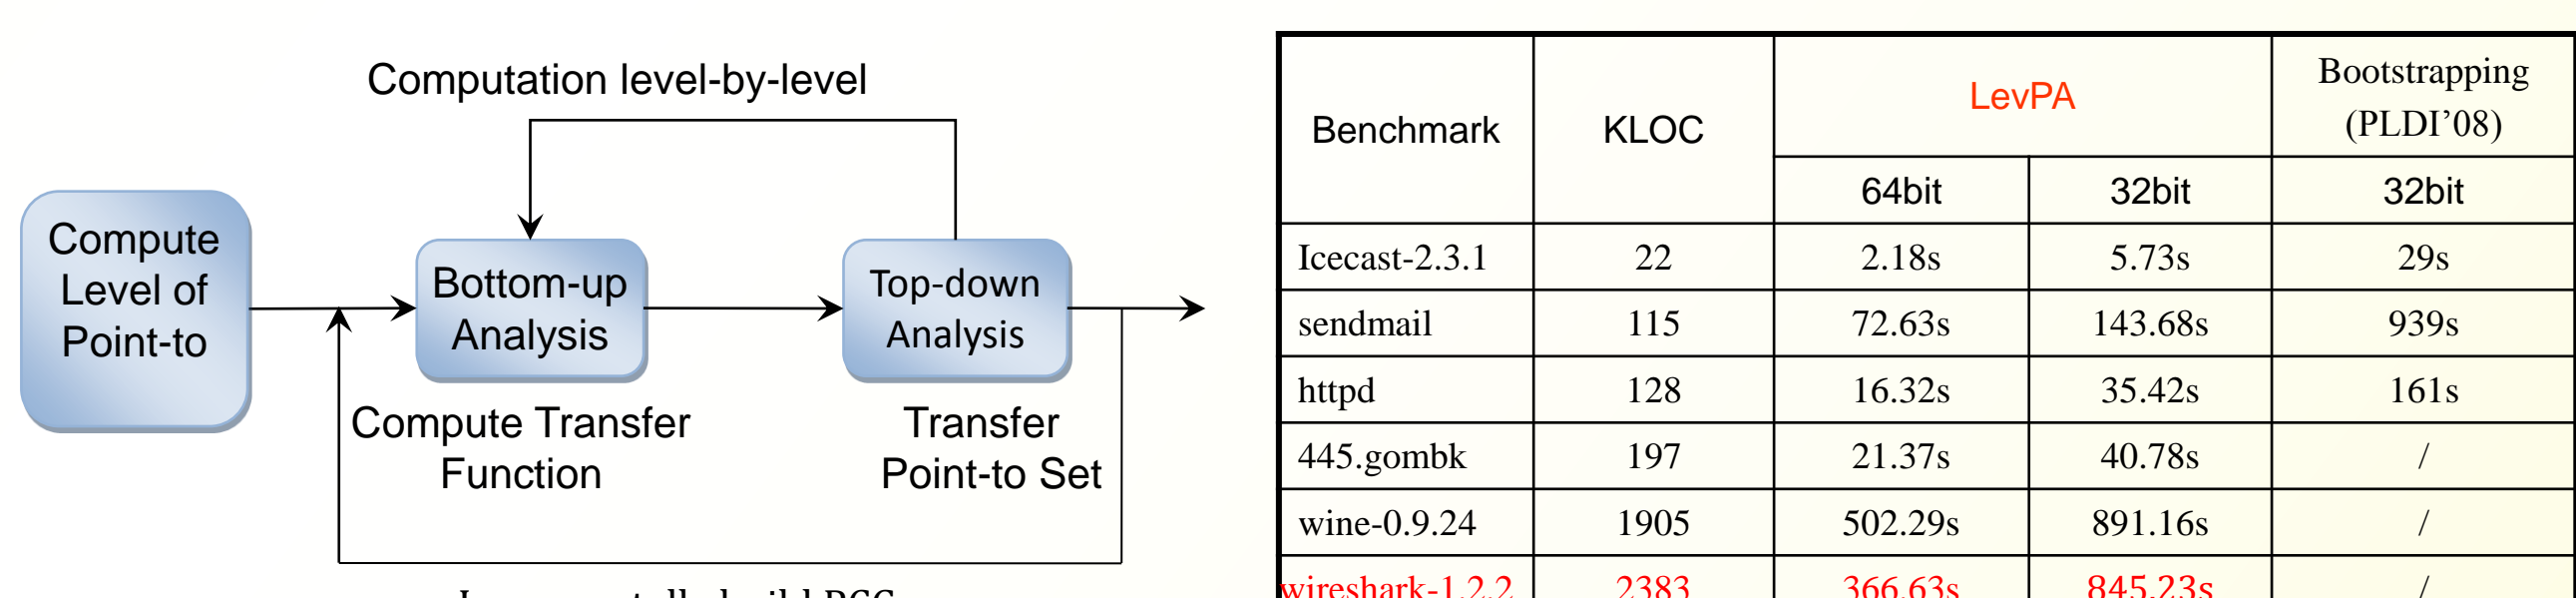 Computation level-by-level
Compute
Level of
Point-to
Bottom-up
Analysis
Top-down
Analysis
Compute Transfer
Function
Transfer
Point-to Set
Benchmark KLOC LevPA Bootstrapping
(PLDI’08)
64bit 32bit 32bit
Icecast-2.3.1 22 2.18s 5.73s 29s
sendmail 115 72.63s 143.68s 939s
httpd 128 16.32s 35.42s 161s
445.gombk 197 21.37s 40.78s /
wine-0.9.24 1905 502.29s 891.16s /
wireshark-1.2.2 2383 366.63s 845.23s /